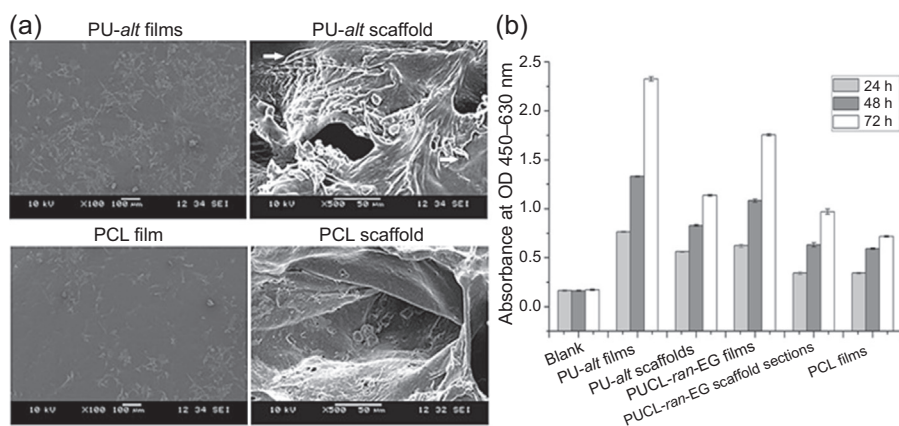 (a)
PU-alt films
PU-alt scaffold
10 kV X100 100 µm 12 34 SEI
10 kV X500 50 µm 12 34 SEI
PCL film
PCL scaffold
10 kV X100 100 µm 12 34 SEI
10 kV X500 50 µm 12 32 SEI
(b)
Absorbance at OD 450–630 nm
2.5
2.0
1.5
1.0
0.5
0.0
24 h
48 h
72 h
Blank
PU-alt films
PU-alt scaffolds
PUCL-ran-EG films
PUCL-ran-EG scaffold sections
PCL films